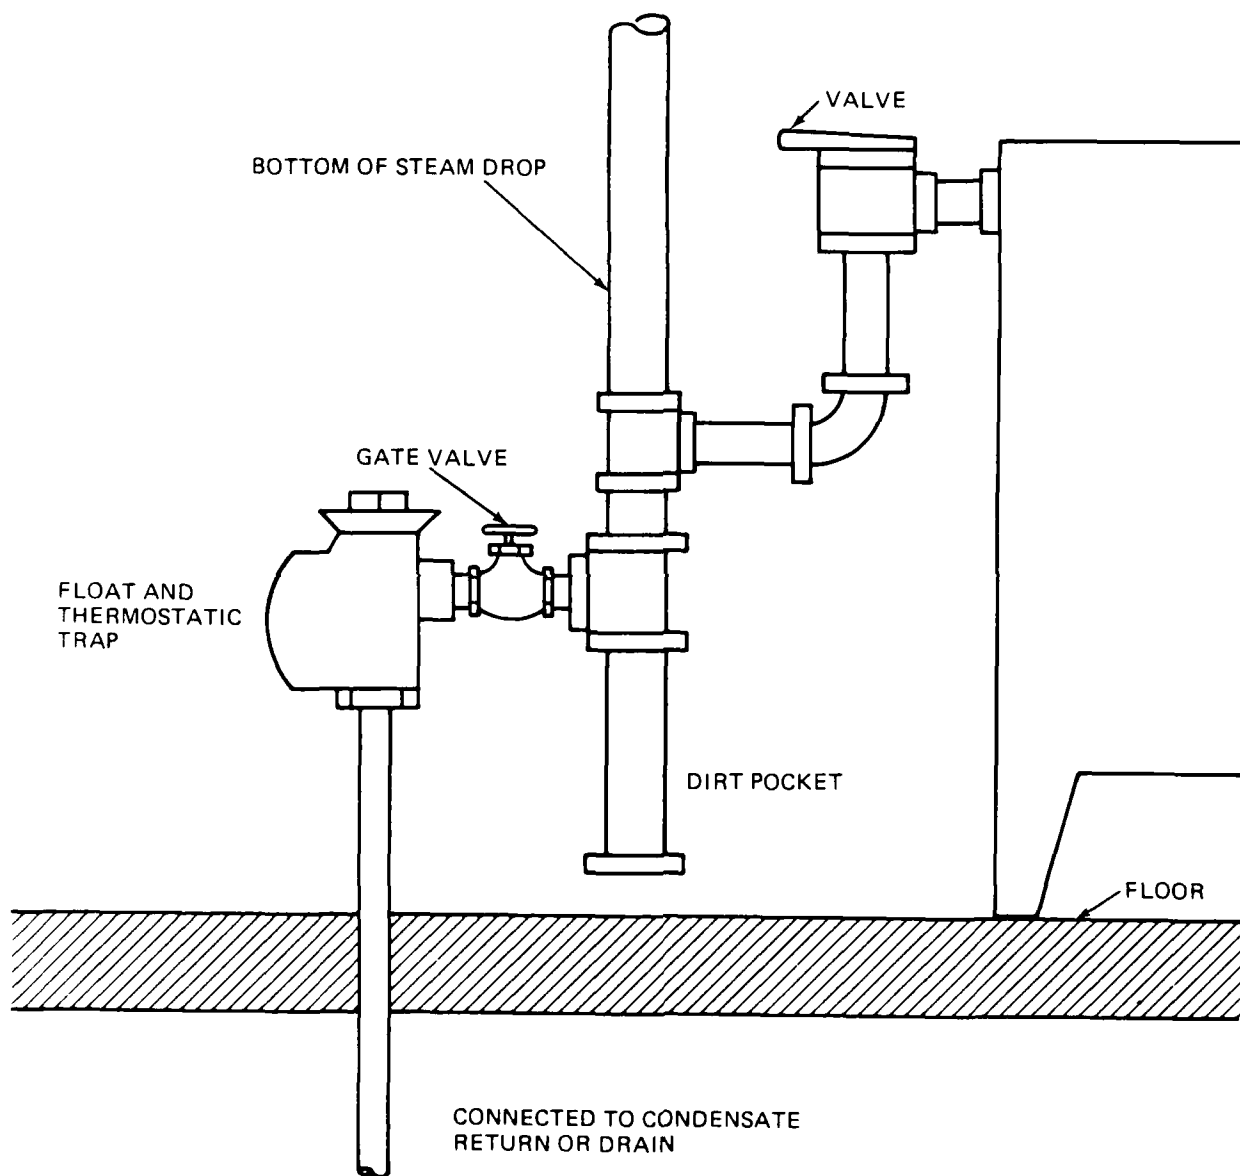 VALVE
BOTTOM OF STEAM DROP
GATE VALVE
FLOAT AND
THERMOSTATIC
TRAP
DIRT POCKET
FLOOR
CONNECTED TO CONDENSATE
RETURN OR DRAIN